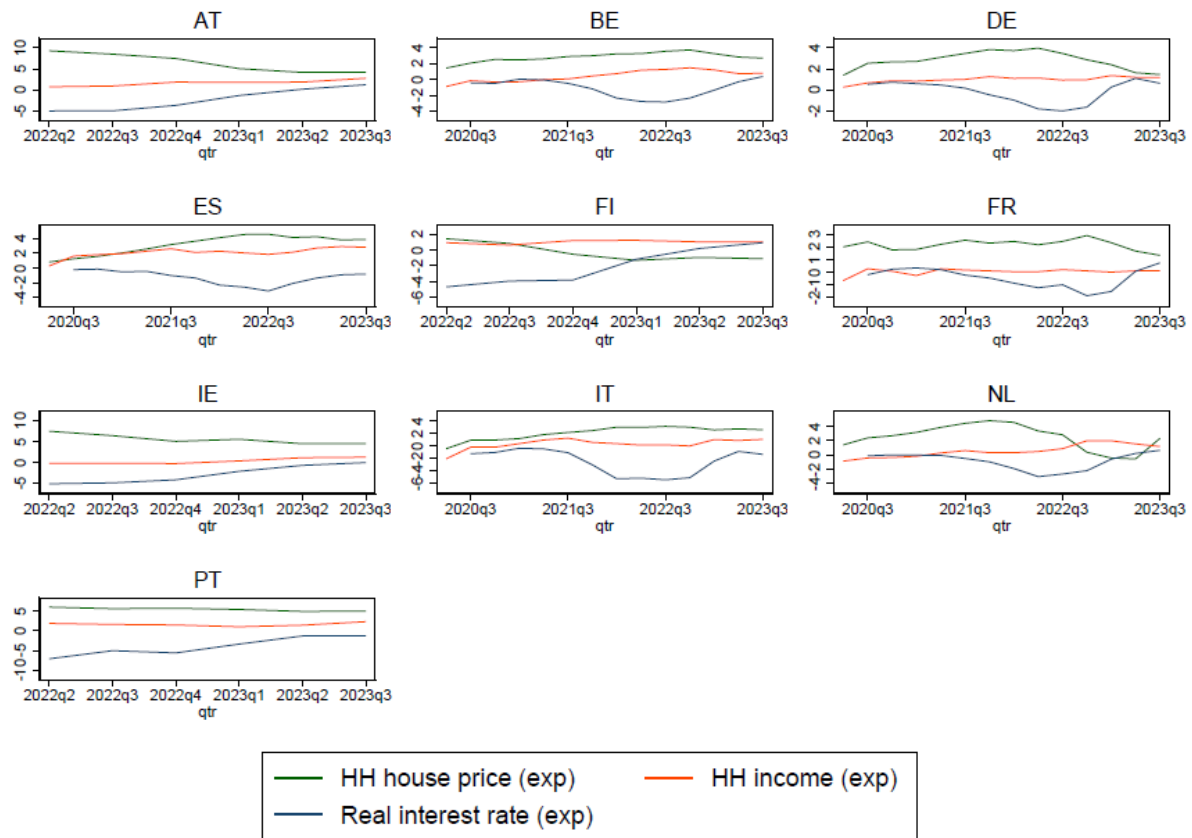 AT
-5 0 5 10
2022q2 2022q3 2022q4 2023q1 2023q2 2023q3
qtr
BE
-4 -2 0 2 4
2020q3 2021q3 2022q3 2023q3
qtr
DE
-2 0 2 4
2020q3 2021q3 2022q3 2023q3
qtr
ES
-4 -2 0 2 4
2020q3 2021q3 2022q3 2023q3
qtr
FI
-6 -4 -2 0 2
2022q2 2022q3 2022q4 2023q1 2023q2 2023q3
qtr
FR
-2 -1 0 1 2 3
2020q3 2021q3 2022q3 2023q3
qtr
IE
-5 0 5 10
2022q2 2022q3 2022q4 2023q1 2023q2 2023q3
qtr
IT
-6 -4 -2 0 2 4
2020q3 2021q3 2022q3 2023q3
qtr
NL
-4 -2 0 2 4
2020q3 2021q3 2022q3 2023q3
qtr
PT
-10 -5 0 5
2022q2 2022q3 2022q4 2023q1 2023q2 2023q3
qtr
HH house price (exp) HH income (exp)
Real interest rate (exp)